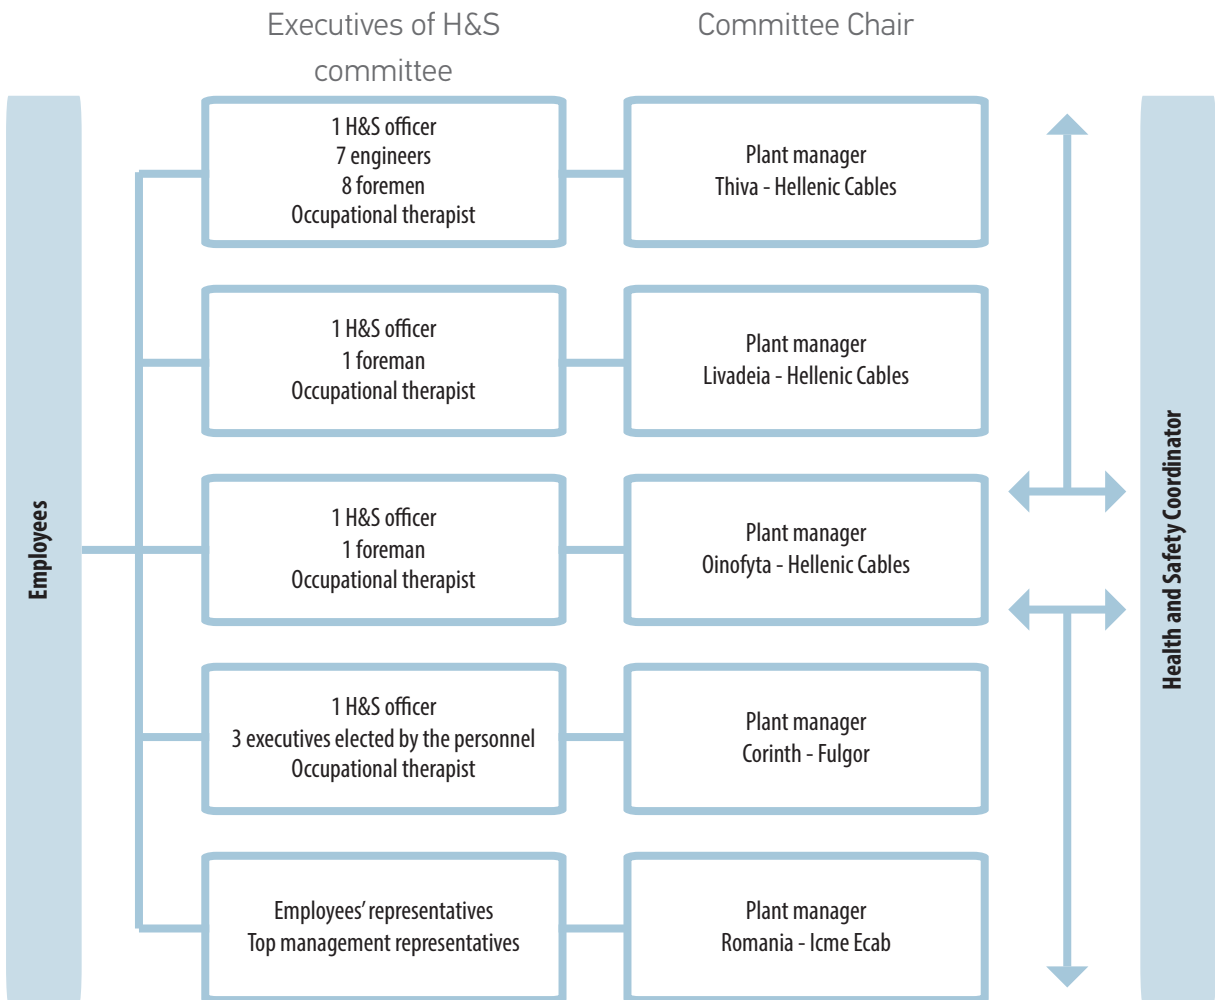 Executives of H&S
committee
Committee Chair
Employees
1 H&S officer
7 engineers
8 foremen
Occupational therapist
Plant manager
Thiva - Hellenic Cables
1 H&S officer
1 foreman
Occupational therapist
Plant manager
Livadeia - Hellenic Cables
1 H&S officer
1 foreman
Occupational therapist
Plant manager
Oinofyta - Hellenic Cables
1 H&S officer
3 executives elected by the personnel
Occupational therapist
Plant manager
Corinth - Fulgor
Employees' representatives
Top management representatives
Plant manager
Romania - Icme Ecab
Health and Safety Coordinator